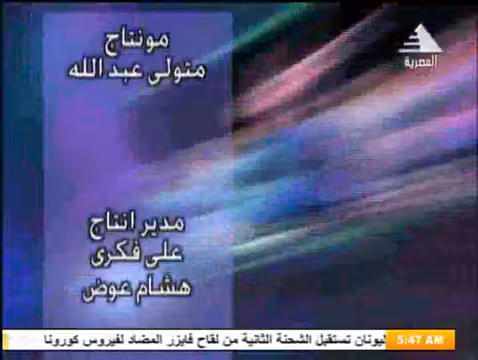 مونتاج
متولى عبد الله
المصرية
مدير انتاج
على فكرى
هشام عوض
اليونان تستقبل الشحنة الثانية من لقاح فايزر المضاد لفيروس كورونا
5:47 AM